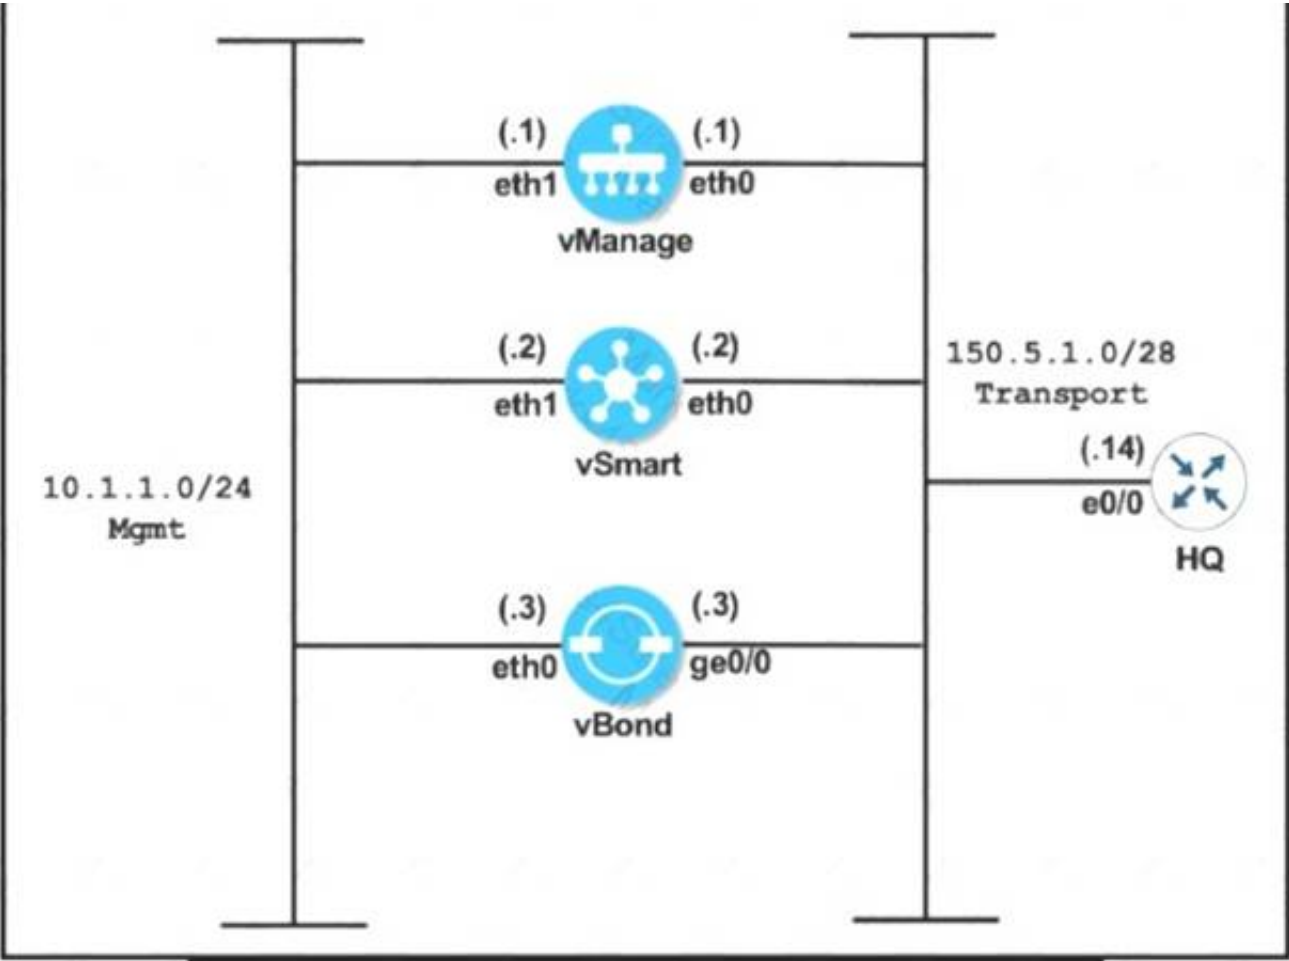 (.1) (.1)
eth1 eth0
vManage
(.2) (.2)
eth1 eth0
vSmart
150.5.1.0/28
Transport
(.14)
e0/0
HQ
10.1.1.0/24
Mgmt
(.3) (.3)
eth0 ge0/0
vBond